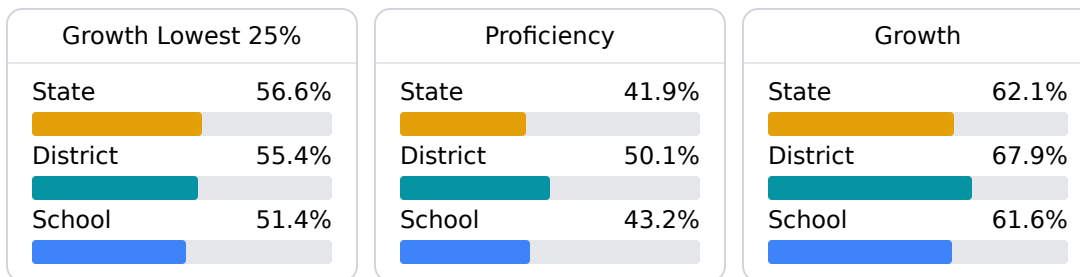 Growth Lowest 25%
State 56.6%
District 55.4%
School 51.4%
Proficiency
State 41.9%
District 50.1%
School 43.2%
Growth
State 62.1%
District 67.9%
School 61.6%